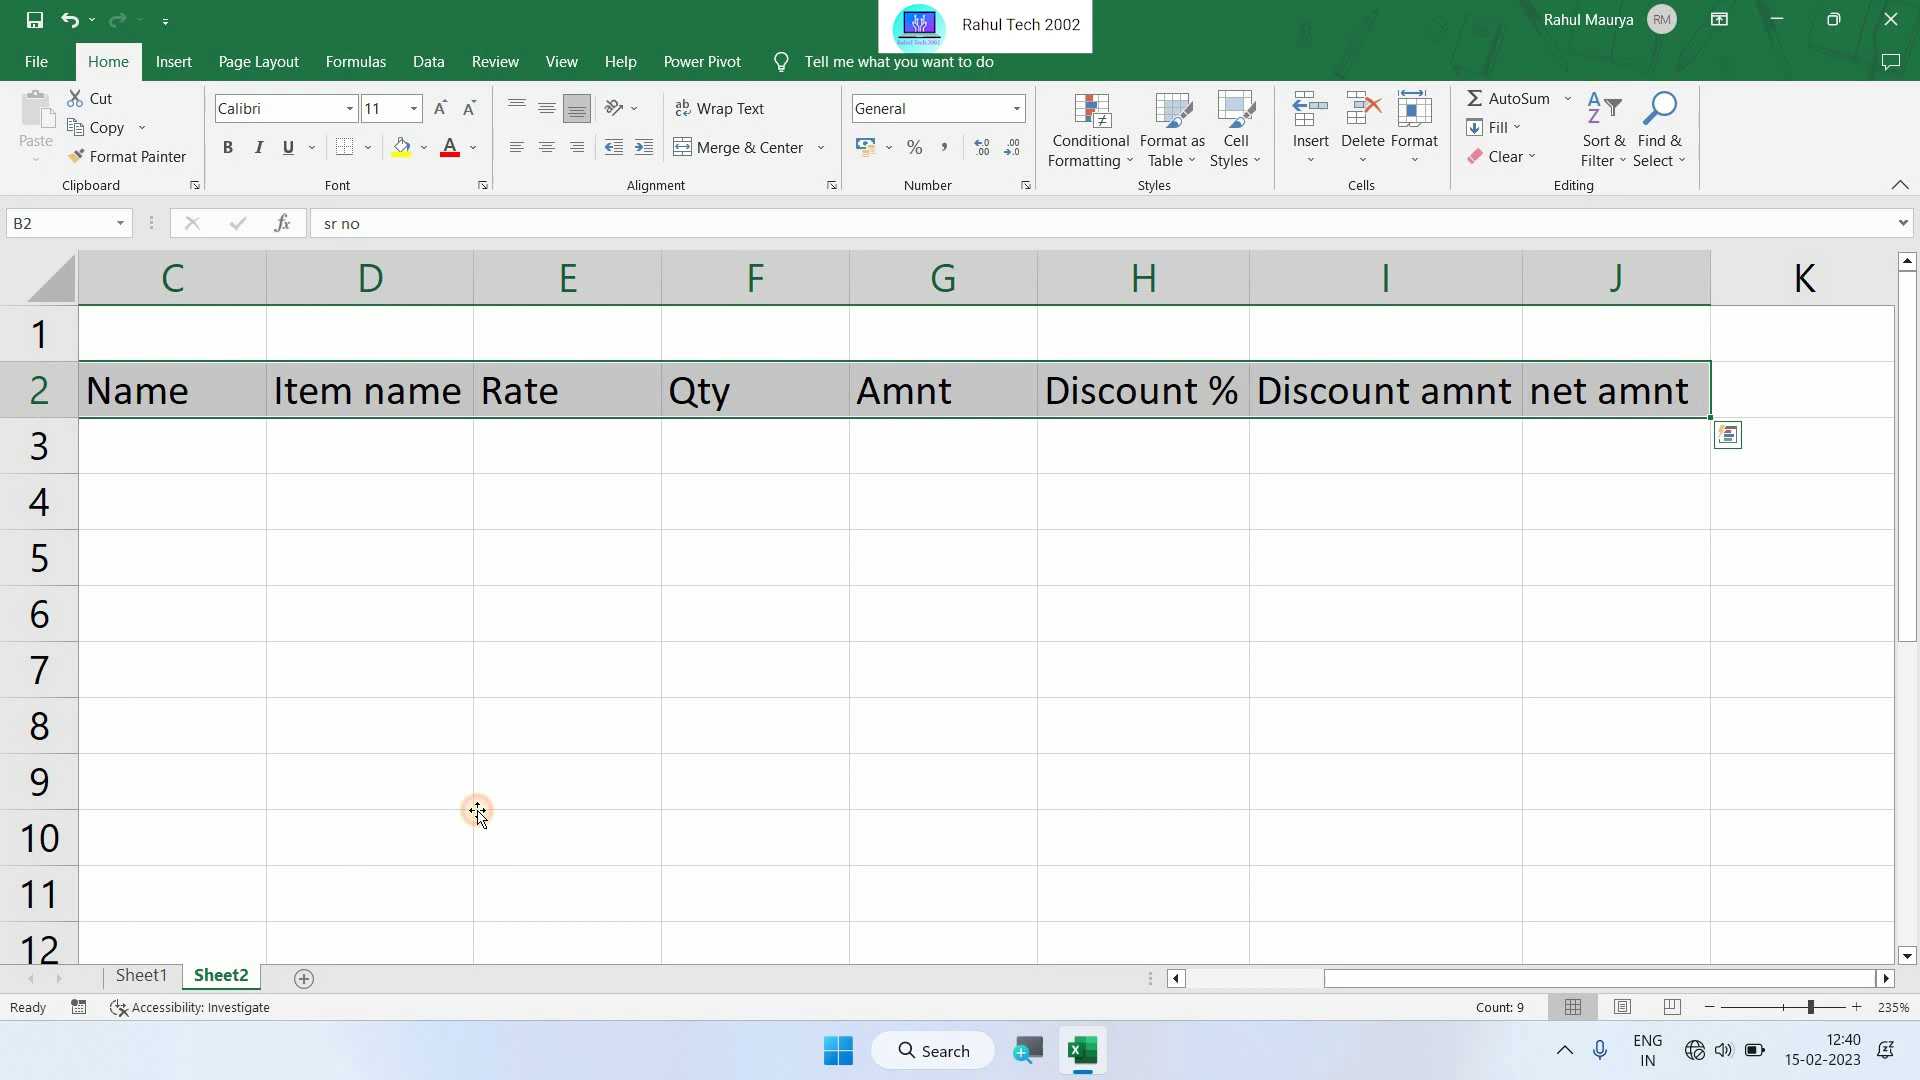 Rahul Tech 2002
Rahul Maurya RM
File Home Insert Page Layout Formulas Data Review View Help Power Pivot Tell me what you want to do
Paste
Cut
Copy
Format Painter
Clipboard
Calibri 11
B I U A
Font
Wrap Text
Merge & Center
Alignment
General
Number
Conditional Formatting
Format as Table
Cell Styles
Styles
Insert Delete Format
Cells
AutoSum
Fill
Clear
Sort & Filter
Find & Select
Editing
B2 fx sr no
C D E F G H I J K
1
2 Name Item name Rate Qty Amnt Discount % Discount amnt net amnt
3
4
5
6
7
8
9
10
11
12
Sheet1 Sheet2
Ready Accessibility: Investigate Count: 9 235%
Search
ENG
IN
12:40
15-02-2023